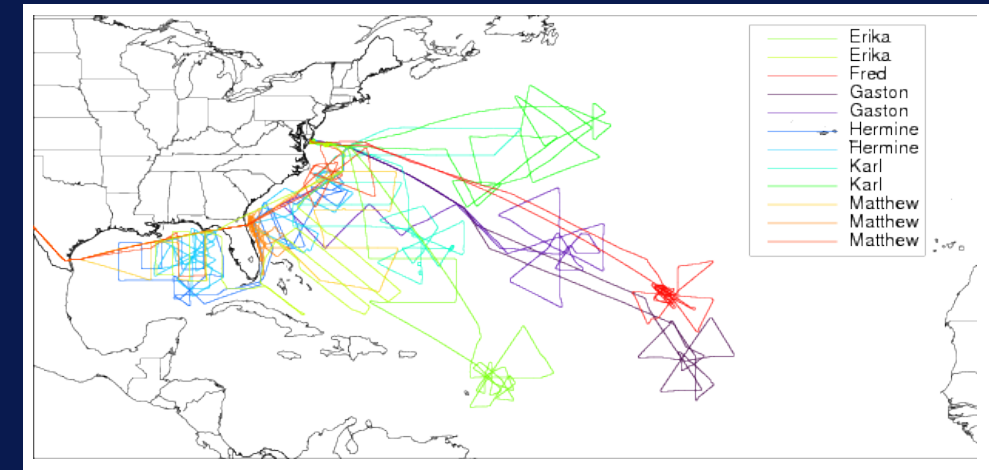 Erika
Erika
Fred
Gaston
Gaston
Hermine
Hermine
Karl
Karl
Matthew
Matthew
Matthew